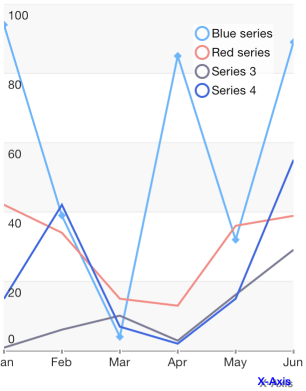 100
80
60
40
20
0
Blue series
Red series
Series 3
Series 4
an Feb Mar Apr May Jun
X-Axis